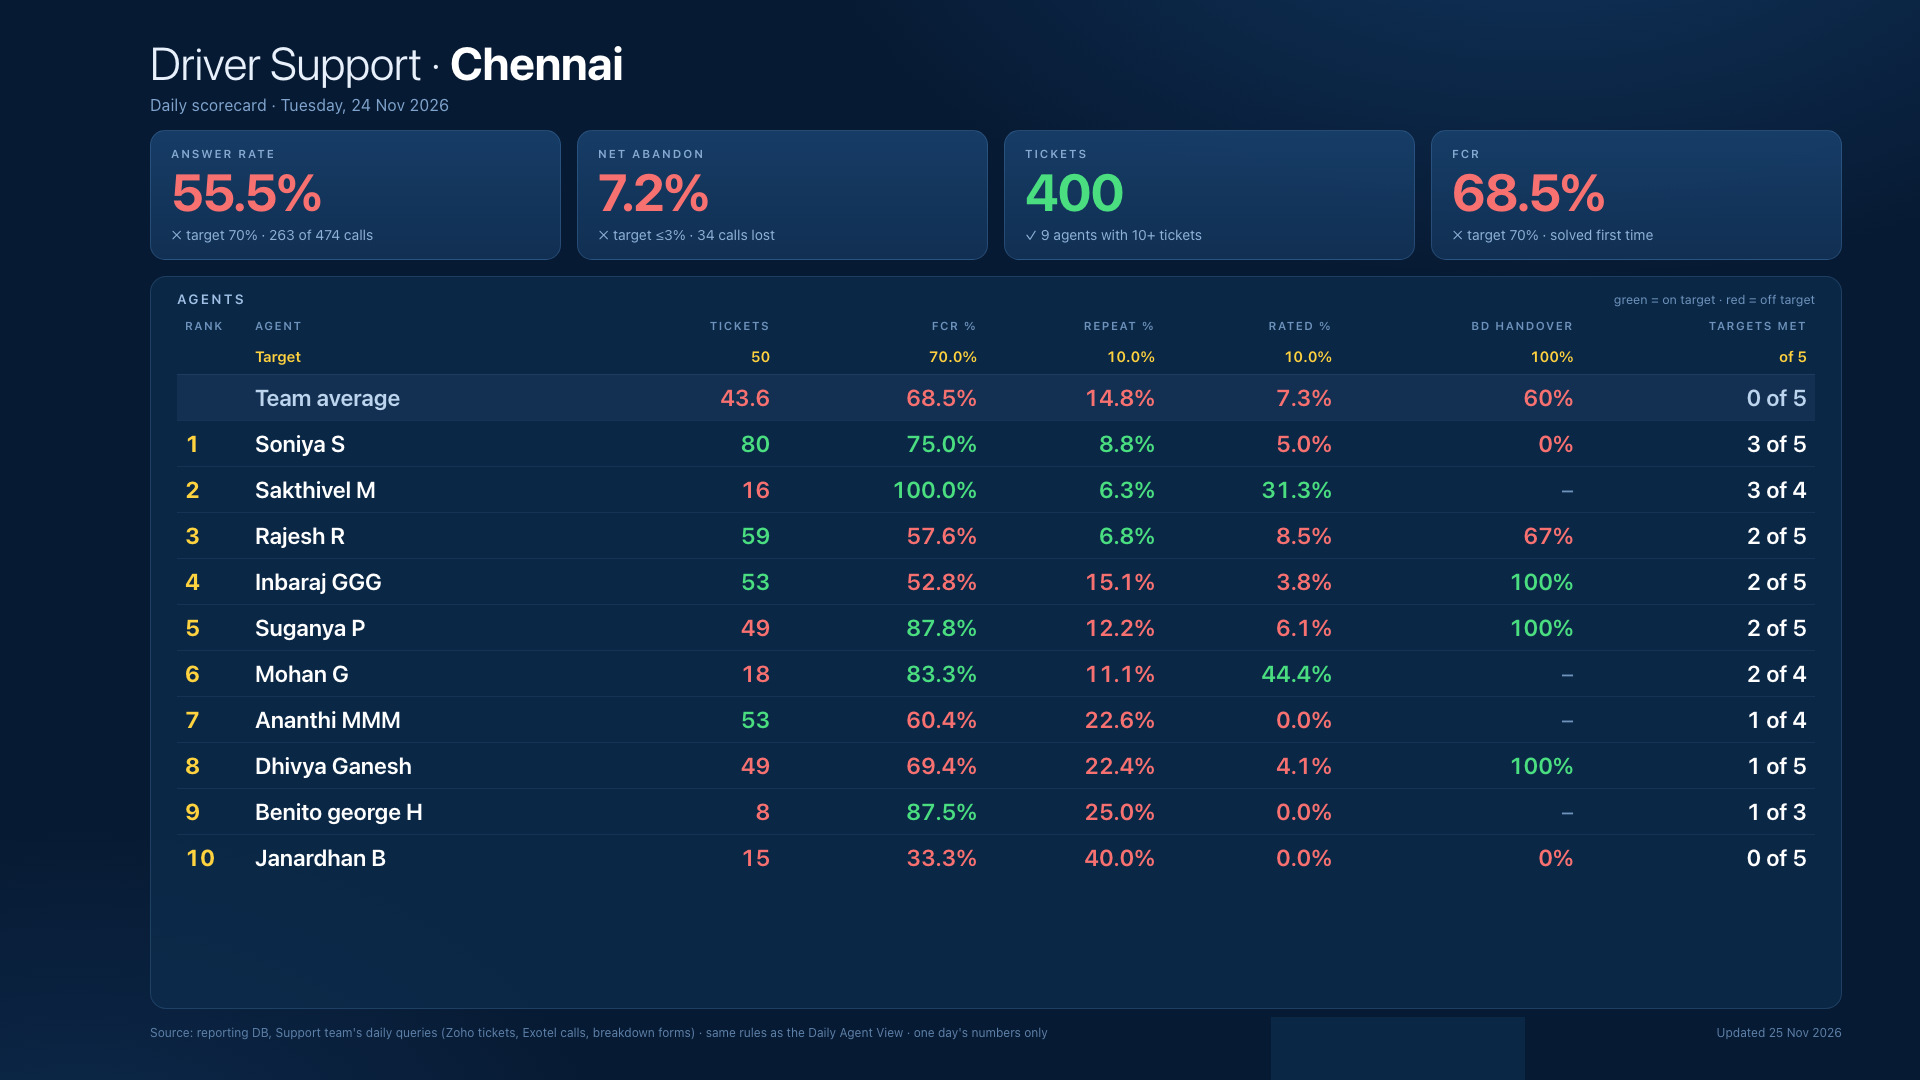 Driver Support · Chennai
Daily scorecard · Tuesday, 24 Nov 2026
ANSWER RATE
55.5%
✕ target 70% · 263 of 474 calls
NET ABANDON
7.2%
✕ target ≤3% · 34 calls lost
TICKETS
400
✓ 9 agents with 10+ tickets
FCR
68.5%
✕ target 70% · solved first time
AGENTS green = on target · red = off target
RANK AGENT TICKETS FCR % REPEAT % RATED % BD HANDOVER TARGETS MET
Target 50 70.0% 10.0% 10.0% 100% of 5
Team average 43.6 68.5% 14.8% 7.3% 60% 0 of 5
1 Soniya S 80 75.0% 8.8% 5.0% 0% 3 of 5
2 Sakthivel M 16 100.0% 6.3% 31.3% – 3 of 4
3 Rajesh R 59 57.6% 6.8% 8.5% 67% 2 of 5
4 Inbaraj GGG 53 52.8% 15.1% 3.8% 100% 2 of 5
5 Suganya P 49 87.8% 12.2% 6.1% 100% 2 of 5
6 Mohan G 18 83.3% 11.1% 44.4% – 2 of 4
7 Ananthi MMM 53 60.4% 22.6% 0.0% – 1 of 4
8 Dhivya Ganesh 49 69.4% 22.4% 4.1% 100% 1 of 5
9 Benito george H 8 87.5% 25.0% 0.0% – 1 of 3
10 Janardhan B 15 33.3% 40.0% 0.0% 0% 0 of 5
Source: reporting DB, Support team's daily queries (Zoho tickets, Exotel calls, breakdown forms) · same rules as the Daily Agent View · one day's numbers only
Updated 25 Nov 2026